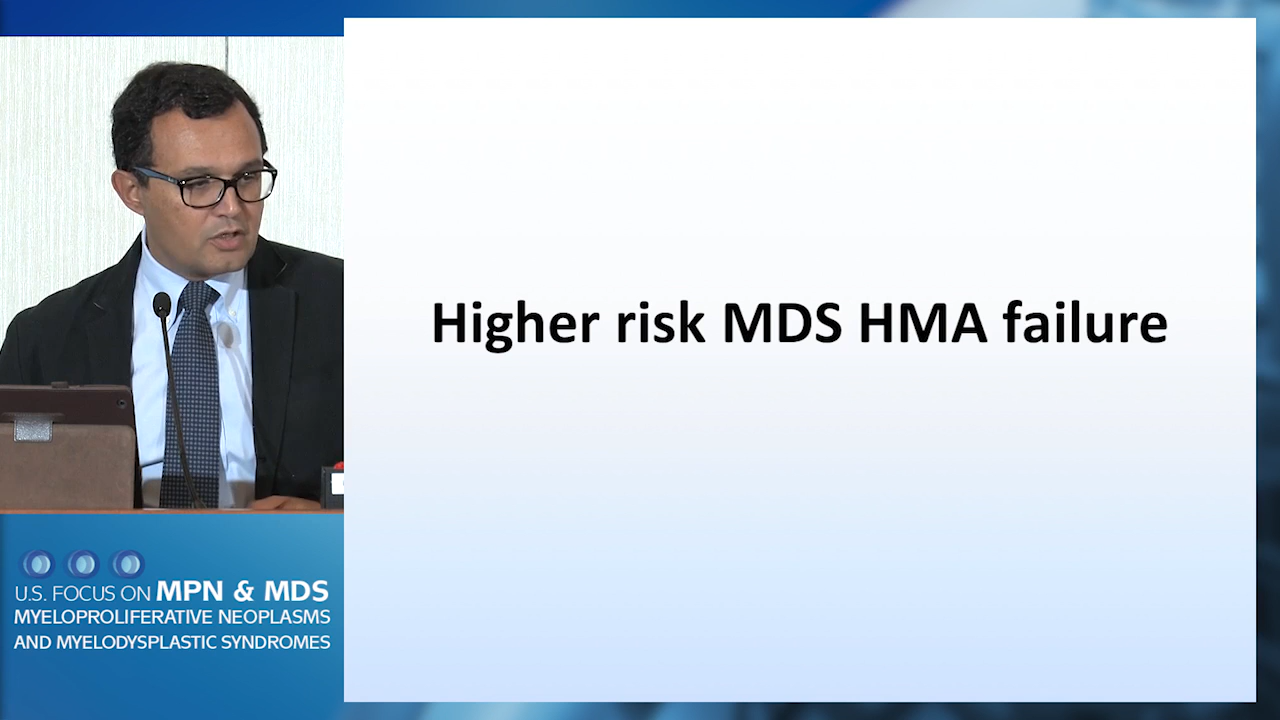 Higher risk MDS HMA failure
U.S. FOCUS ON MPN & MDS
MYELOPROLIFERATIVE NEOPLASMS
AND MYELODYSPLASTIC SYNDROMES